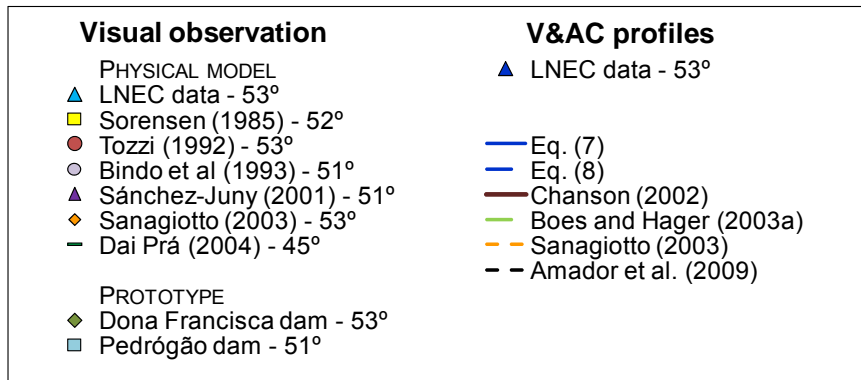 Visual observation
PHYSICAL MODEL
LNEC data - 53º
Sorensen (1985) - 52º
Tozzi (1992) - 53º
Bindo et al (1993) - 51º
Sánchez-Juny (2001) - 51º
Sanagiotto (2003) - 53º
Dai Prá (2004) - 45º
PROTOTYPE
Dona Francisca dam - 53º
Pedrógão dam - 51º
V&AC profiles
LNEC data - 53º
Eq. (7)
Eq. (8)
Chanson (2002)
Boes and Hager (2003a)
Sanagiotto (2003)
Amador et al. (2009)